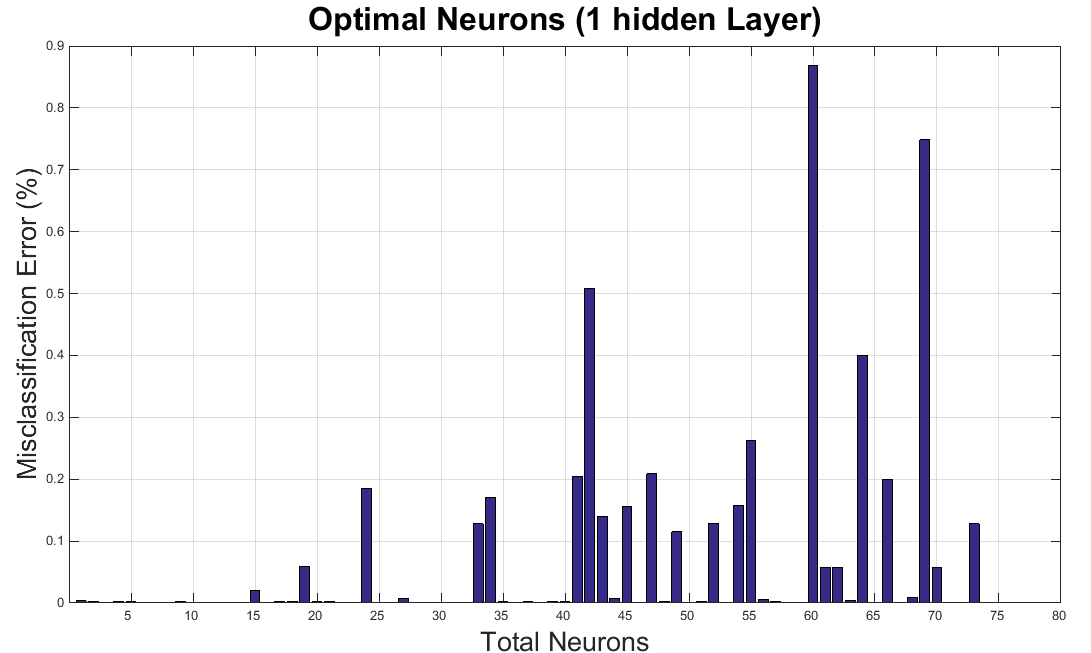 Optimal Neurons (1 hidden Layer)
Misclassification Error (%)
0.9
0.8
0.7
0.6
0.5
0.4
0.3
0.2
0.1
0
5 10 15 20 25 30 35 40 45 50 55 60 65 70 75 80
Total Neurons